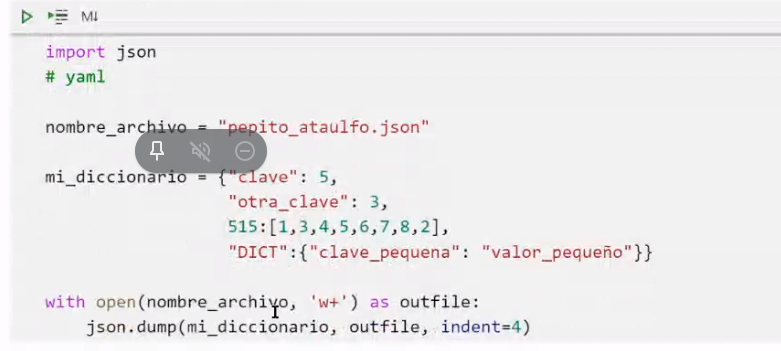 M↓
import json
# yaml
nombre_archivo = "pepito_ataulfo.json"
mi_diccionario = {"clave": 5,
"otra_clave": 3,
515:[1,3,4,5,6,7,8,2],
"DICT":{"clave_pequena": "valor_pequeño"}}
with open(nombre_archivo, 'w+') as outfile:
json.dump(mi_diccionario, outfile, indent=4)